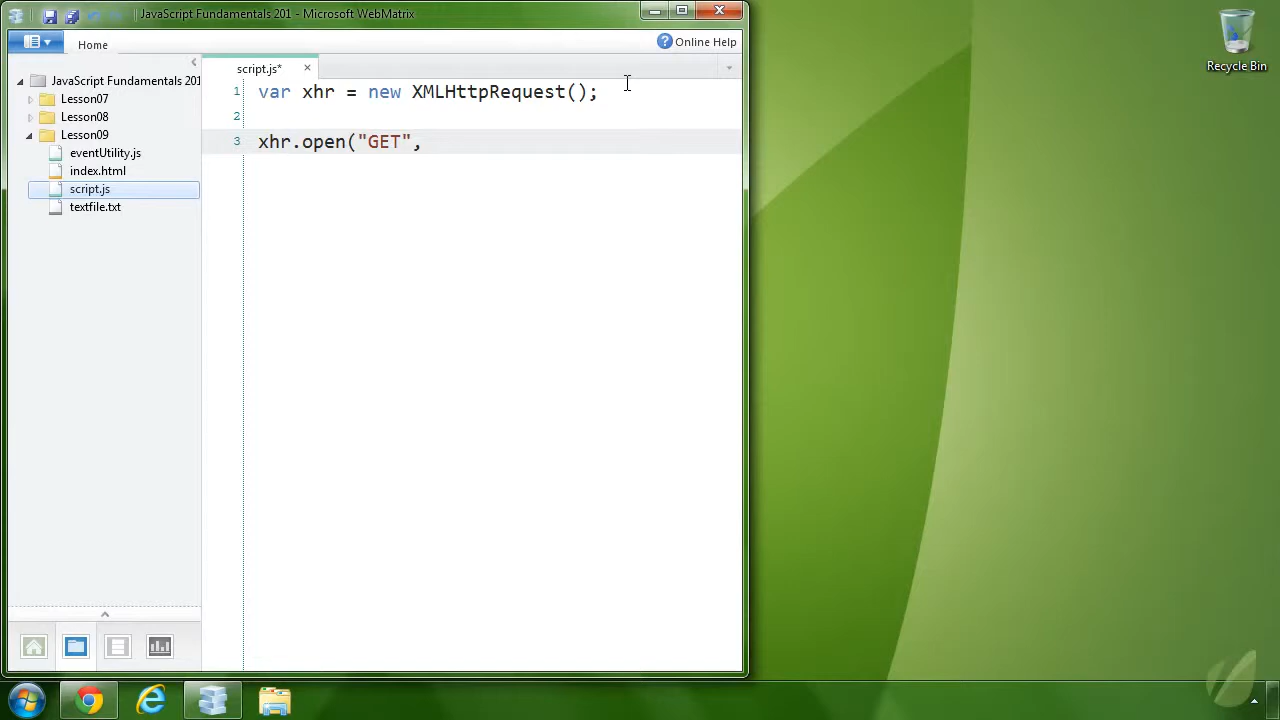 JavaScript Fundamentals 201 - Microsoft WebMatrix
Home
Online Help
JavaScript Fundamentals 201
Lesson07
Lesson08
Lesson09
eventUtility.js
index.html
script.js
textfile.txt
script.js*
1 var xhr = new XMLHttpRequest();
2
3 xhr.open("GET",
Recycle Bin